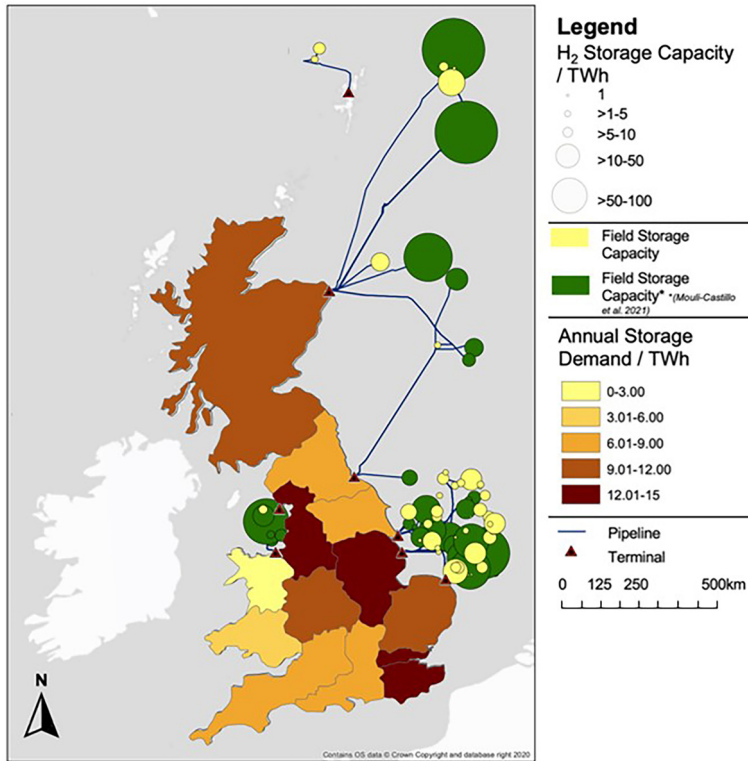 Legend
H₂ Storage Capacity
/ TWh
1
>1-5
>5-10
>10-50
>50-100
Field Storage
Capacity
Field Storage
Capacity* *(Mouli-Castillo
et al. 2021)
Annual Storage
Demand / TWh
0-3.00
3.01-6.00
6.01-9.00
9.01-12.00
12.01-15
Pipeline
Terminal
0 125 250 500km
N
Contains OS data © Crown Copyright and database right 2020